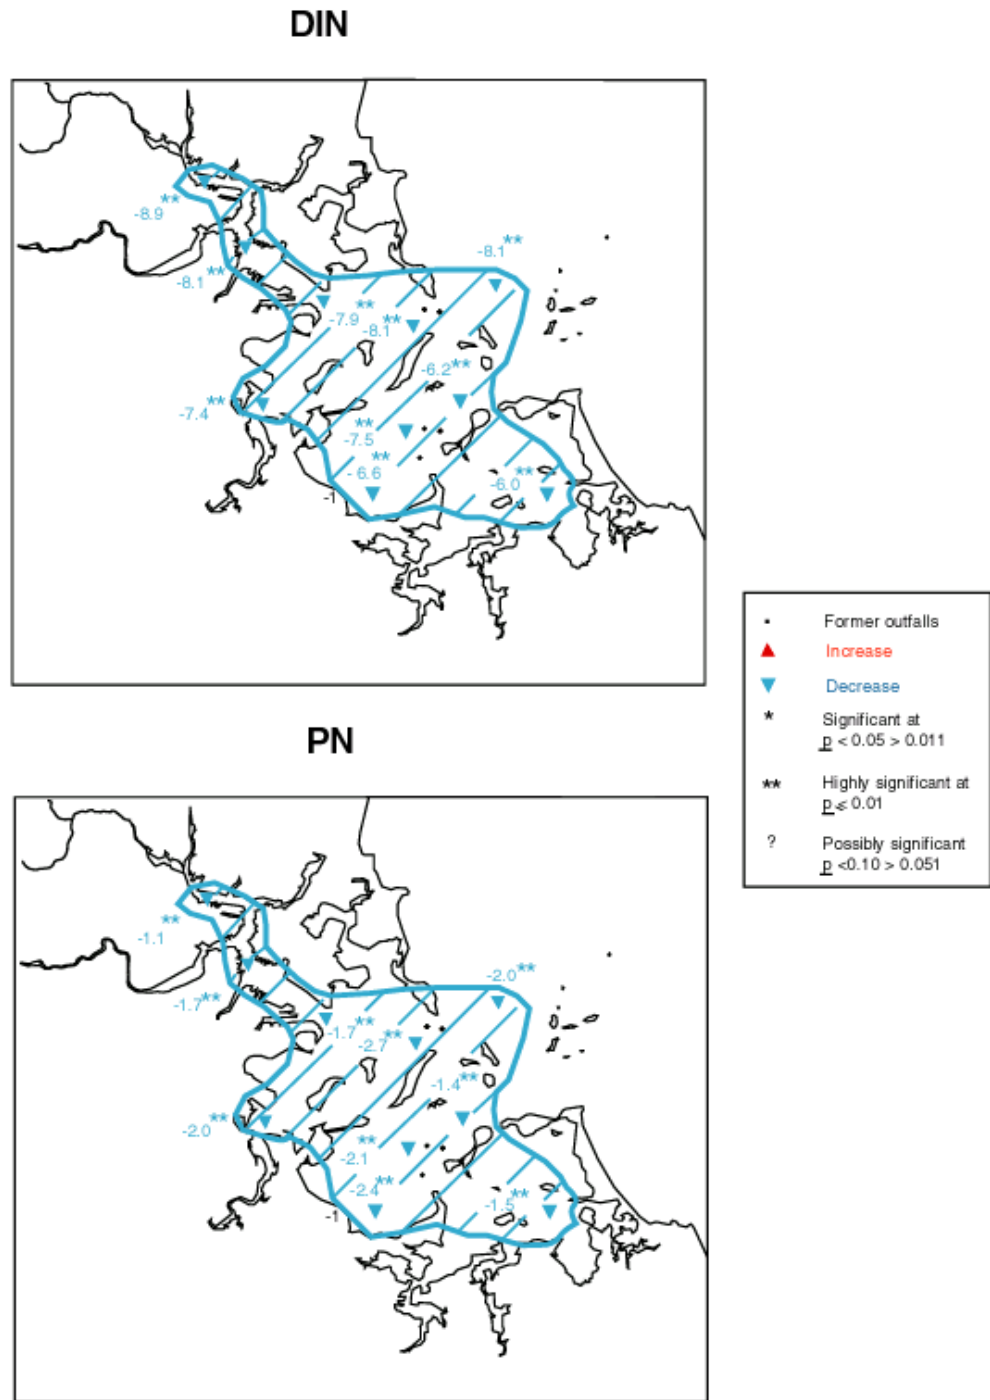 DIN
**
-8.9
-8.1**
-8.1**
**
-7.9
-8.1**
-6.2**
-7.4**
**
-7.5
**
-6.6
-6.0**
-1
Former outfalls
Increase
Decrease
* Significant at
p < 0.05 > 0.011
** Highly significant at
p ⩽ 0.01
? Possibly significant
p <0.10 > 0.051
PN
**
-1.1
-1.7**
-2.0**
-1.7**
-2.7**
-1.4**
-2.0**
**
-2.1
-2.4**
-1.5**
-1